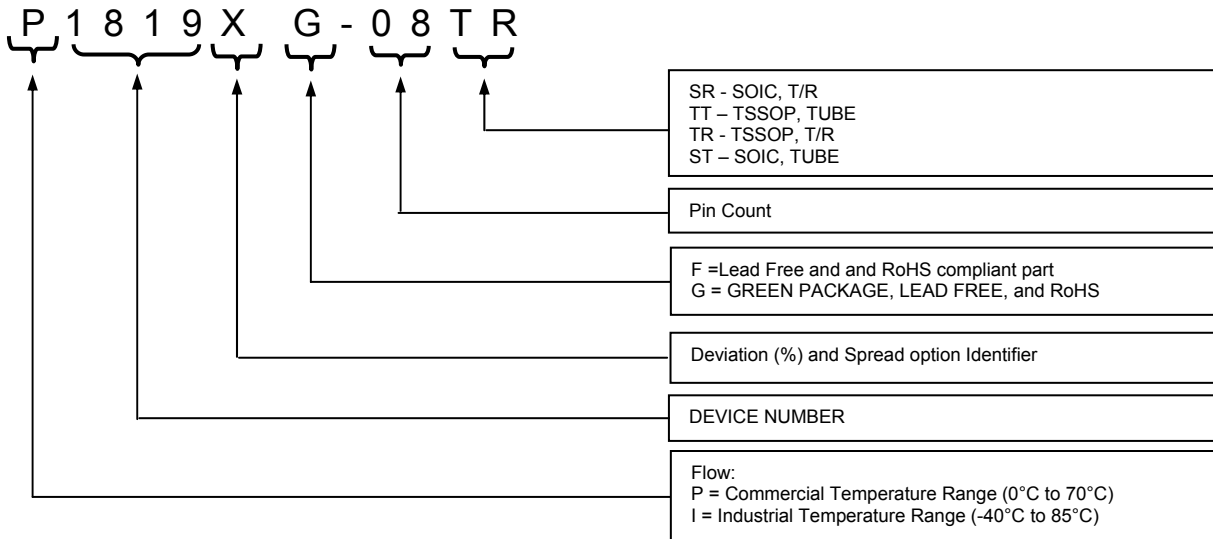 P 1 8 1 9 X G - 0 8 T R
SR - SOIC, T/R
TT – TSSOP, TUBE
TR - TSSOP, T/R
ST – SOIC, TUBE
Pin Count
F =Lead Free and and RoHS compliant part
G = GREEN PACKAGE, LEAD FREE, and RoHS
Deviation (%) and Spread option Identifier
DEVICE NUMBER
Flow:
P = Commercial Temperature Range (0°C to 70°C)
I = Industrial Temperature Range (-40°C to 85°C)